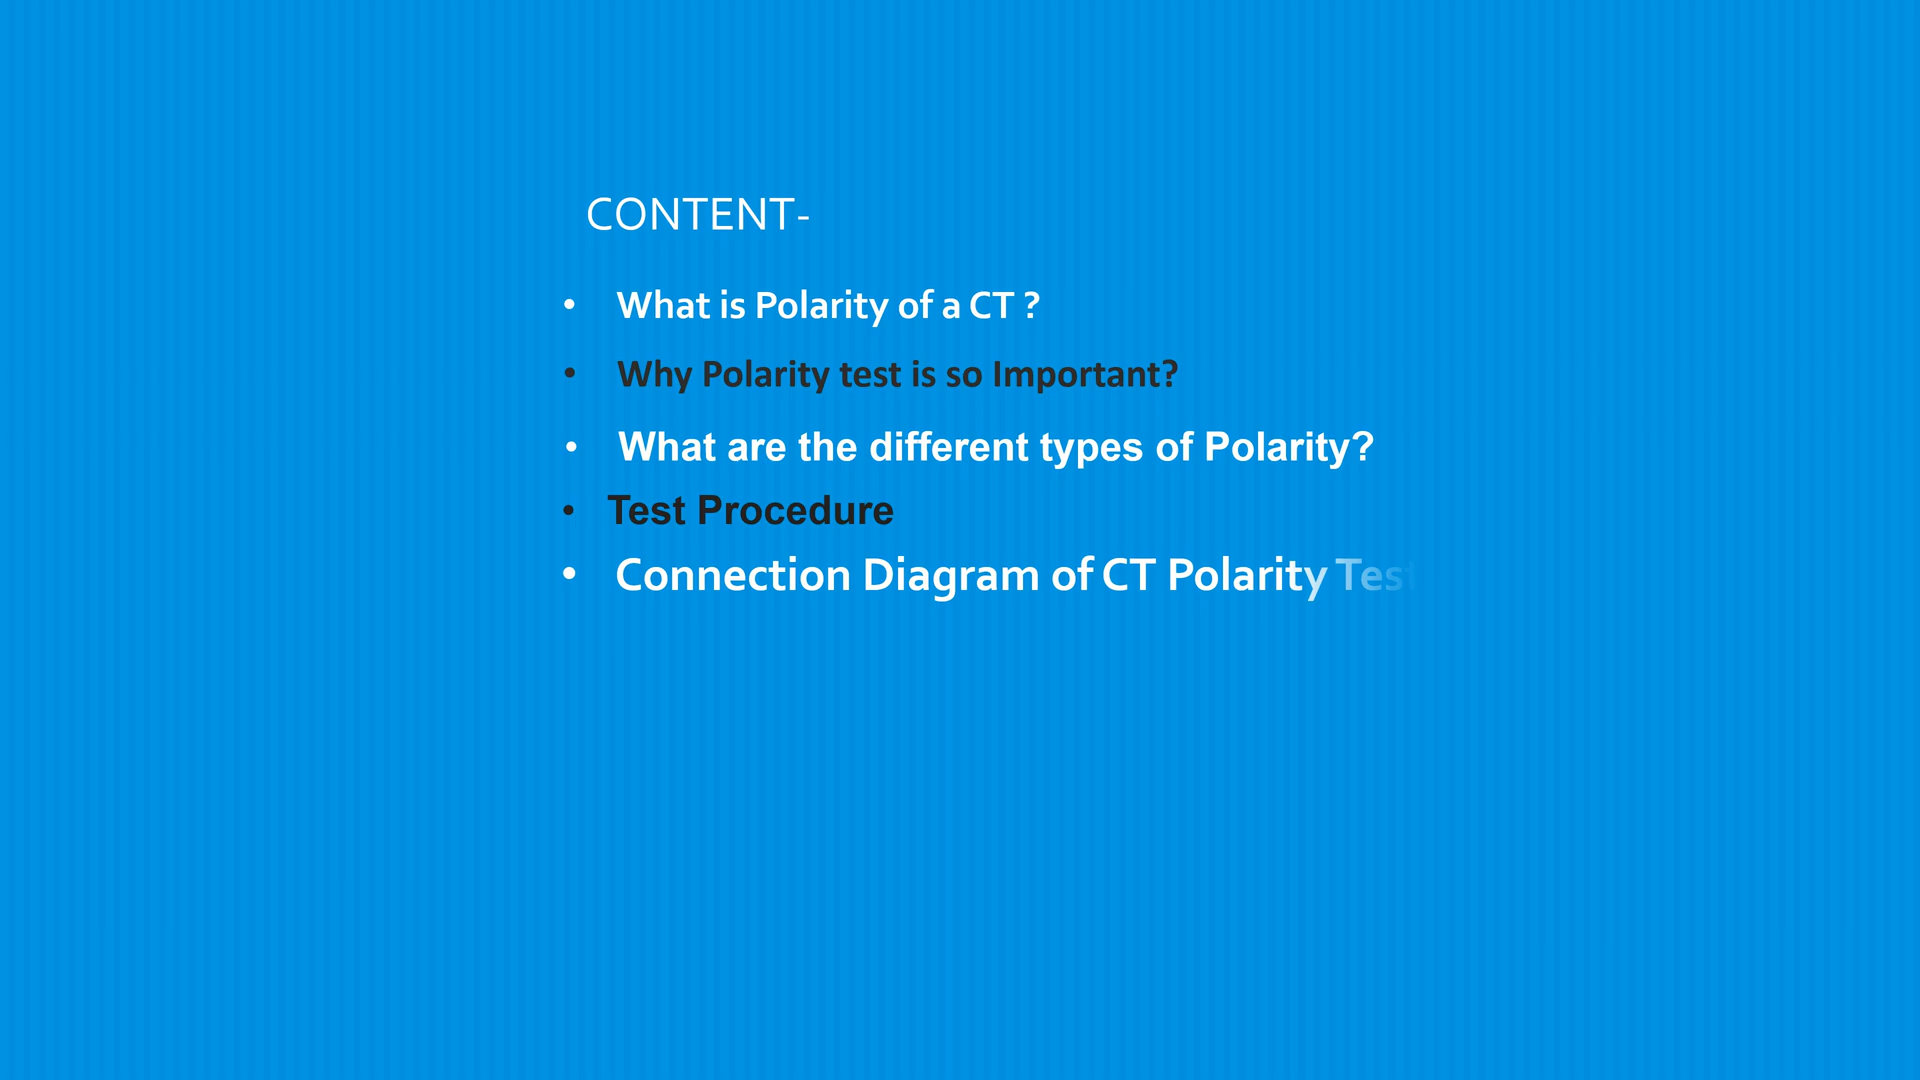 CONTENT-
• What is Polarity of a CT ?
• Why Polarity test is so Important?
• What are the different types of Polarity?
• Test Procedure
• Connection Diagram of CT Polarity Test